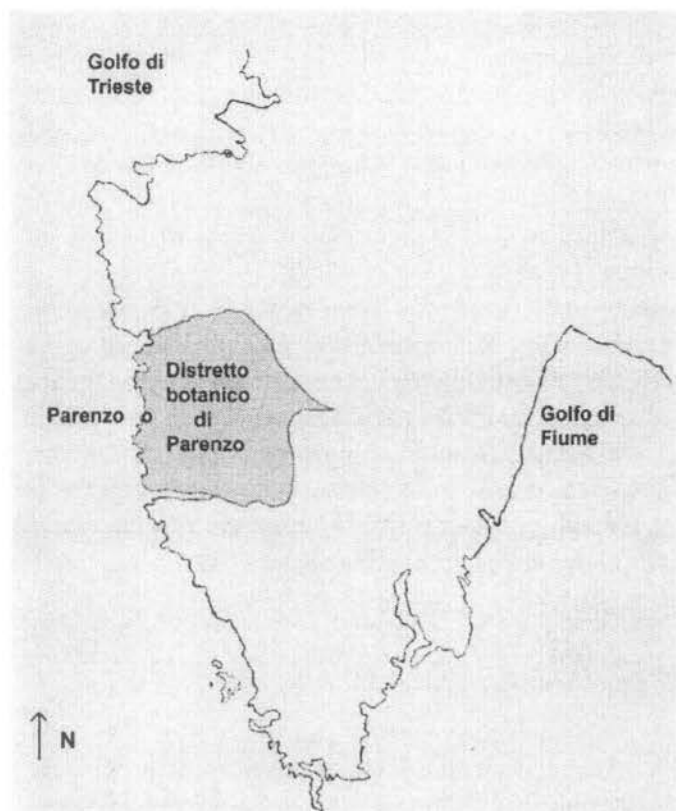 Golfo di
Trieste
Distretto
botanico
di
Parenzo
Parenzo
Golfo di
Fiume
N